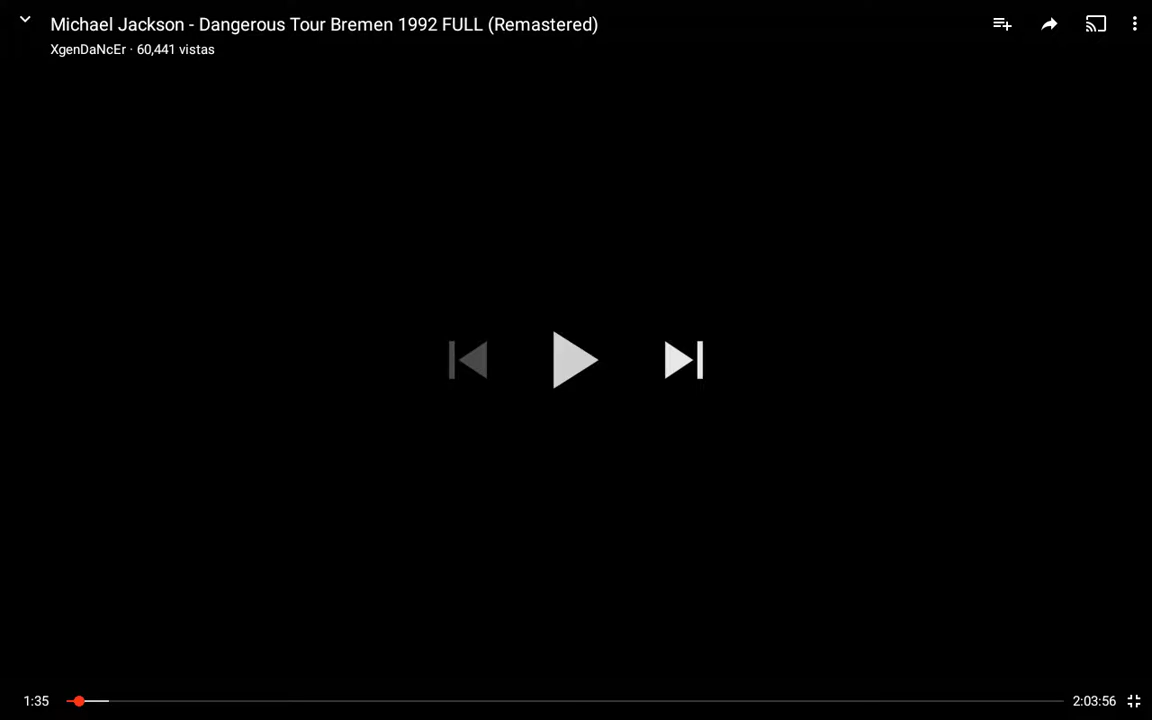 Michael Jackson - Dangerous Tour Bremen 1992 FULL (Remastered)
XgenDaNcEr · 60,441 vistas
1:35
2:03:56